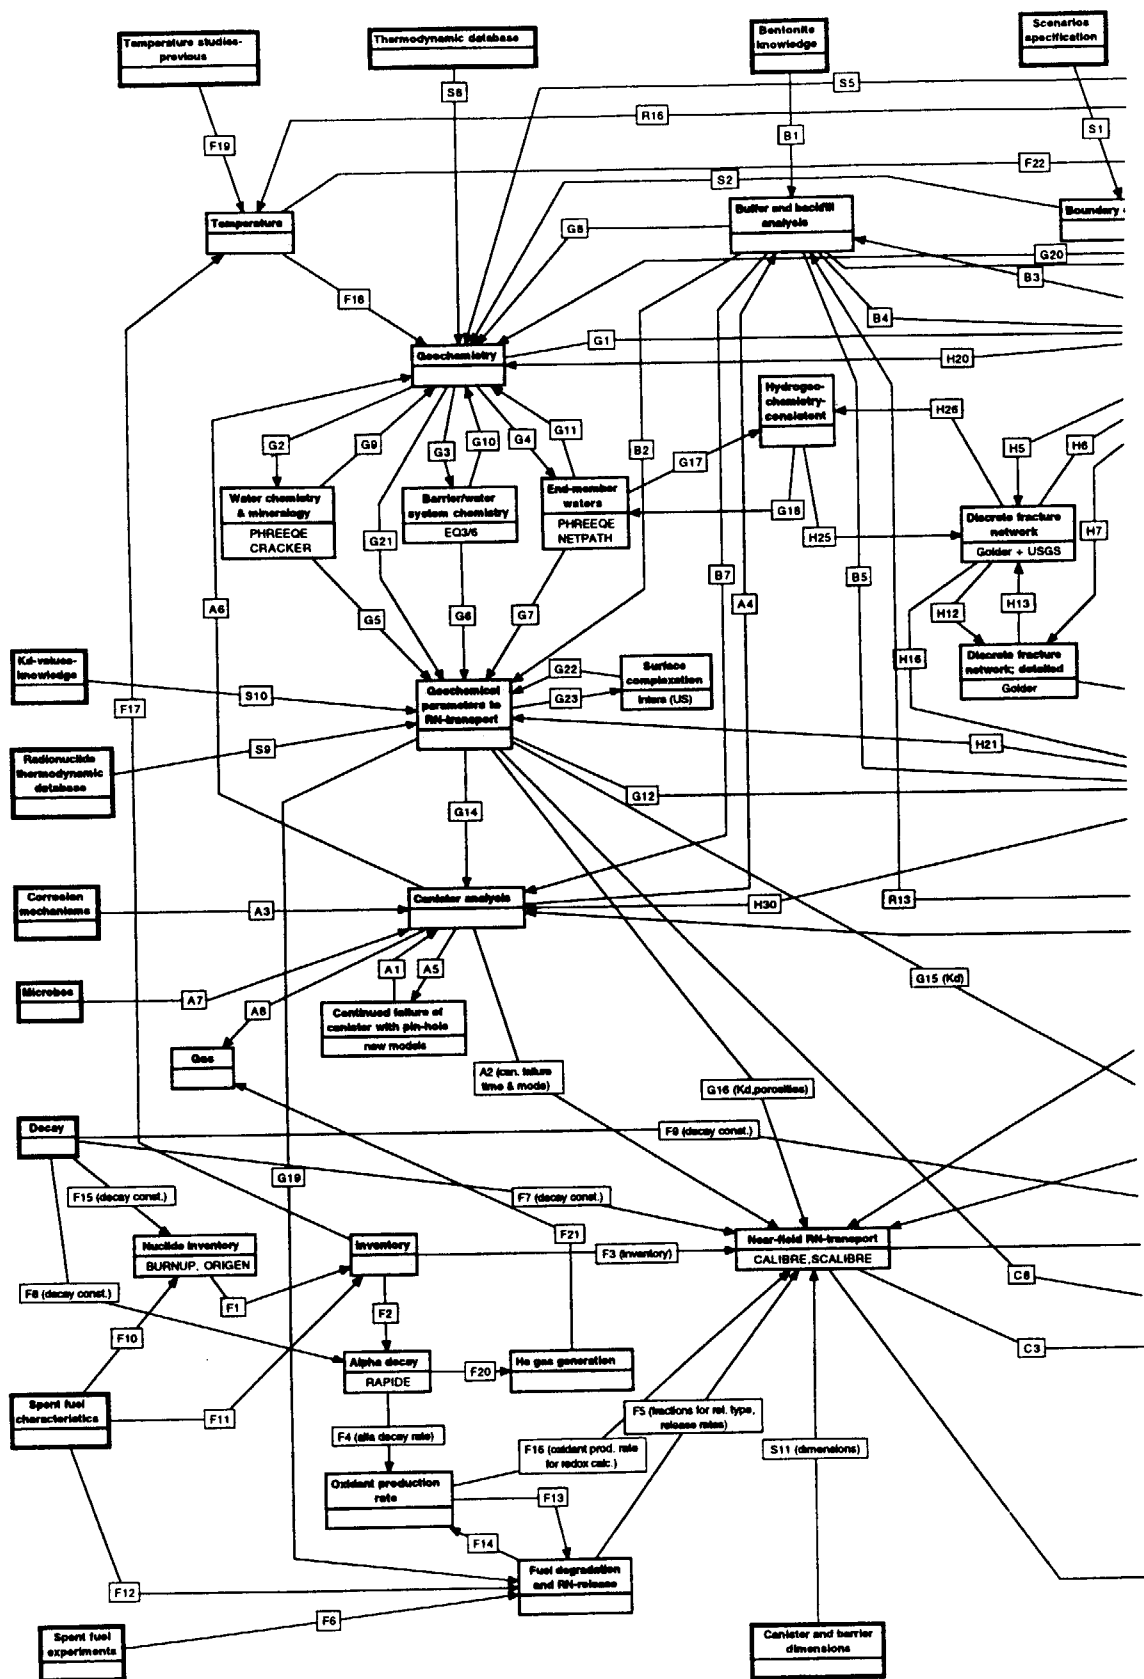 Temperature studies-
previous
Thermodynamic database
Bentonite
knowledge
Scenarios
specification
S8
S5
R16
B1
S1
F19
F22
S2
Temperature
Buffer and backfill
analysis
Boundary
G8
G20
B3
F18
B4
G1
Geochemistry
H20
Hydrogeo-
chemistry-
consistent
H26
G11
G2
G9
G3
G10
G4
B2
G17
H5
H6
Water chemistry
& mineralogy
PHREEQE
CRACKER
Barrier/water
system chemistry
EQ3/6
End-member
waters
PHREEQE
NETPATH
G18
Discrete fracture
network
Golder + USGS
H7
G21
H25
B7
B5
A6
G5
G6
G7
A4
H12
H13
H16
Kd-values-
knowledge
Discrete fracture
network; detailed
Golder
G22
Surface
complexation
Intera (US)
S10
Geochemical
parameters to
RN-transport
G23
F17
S9
H21
Radionuclide
thermodynamic
database
G12
G14
Corrosion
mechanisms
A3
Canister analysis
H30
R13
A1
A5
G15 (Kd)
Microbes
A7
A8
Continued failure of
canister with pin-hole
new models
Gas
A2 (can. failure
time & mode)
G16 (Kd,porosities)
Decay
F9 (decay const.)
G19
F15 (decay const.)
F7 (decay const.)
F21
Nuclide inventory
BURNUP, ORIGEN
Inventory
F3 (inventory)
Near-field RN-transport
CALIBRE,SCALIBRE
C6
F8 (decay const.)
F1
F2
F10
C3
Alpha decay
RAPIDE
F20
He gas generation
Spent fuel
characteristics
F11
F4 (alfa decay rate)
F5 (fractions for rel. type,
release rates)
F16 (oxidant prod. rate
for redox calc.)
S11 (dimensions)
Oxidant production
rate
F13
F14
Fuel degradation
and RN-release
F12
F6
Spent fuel
experiments
Canister and barrier
dimensions